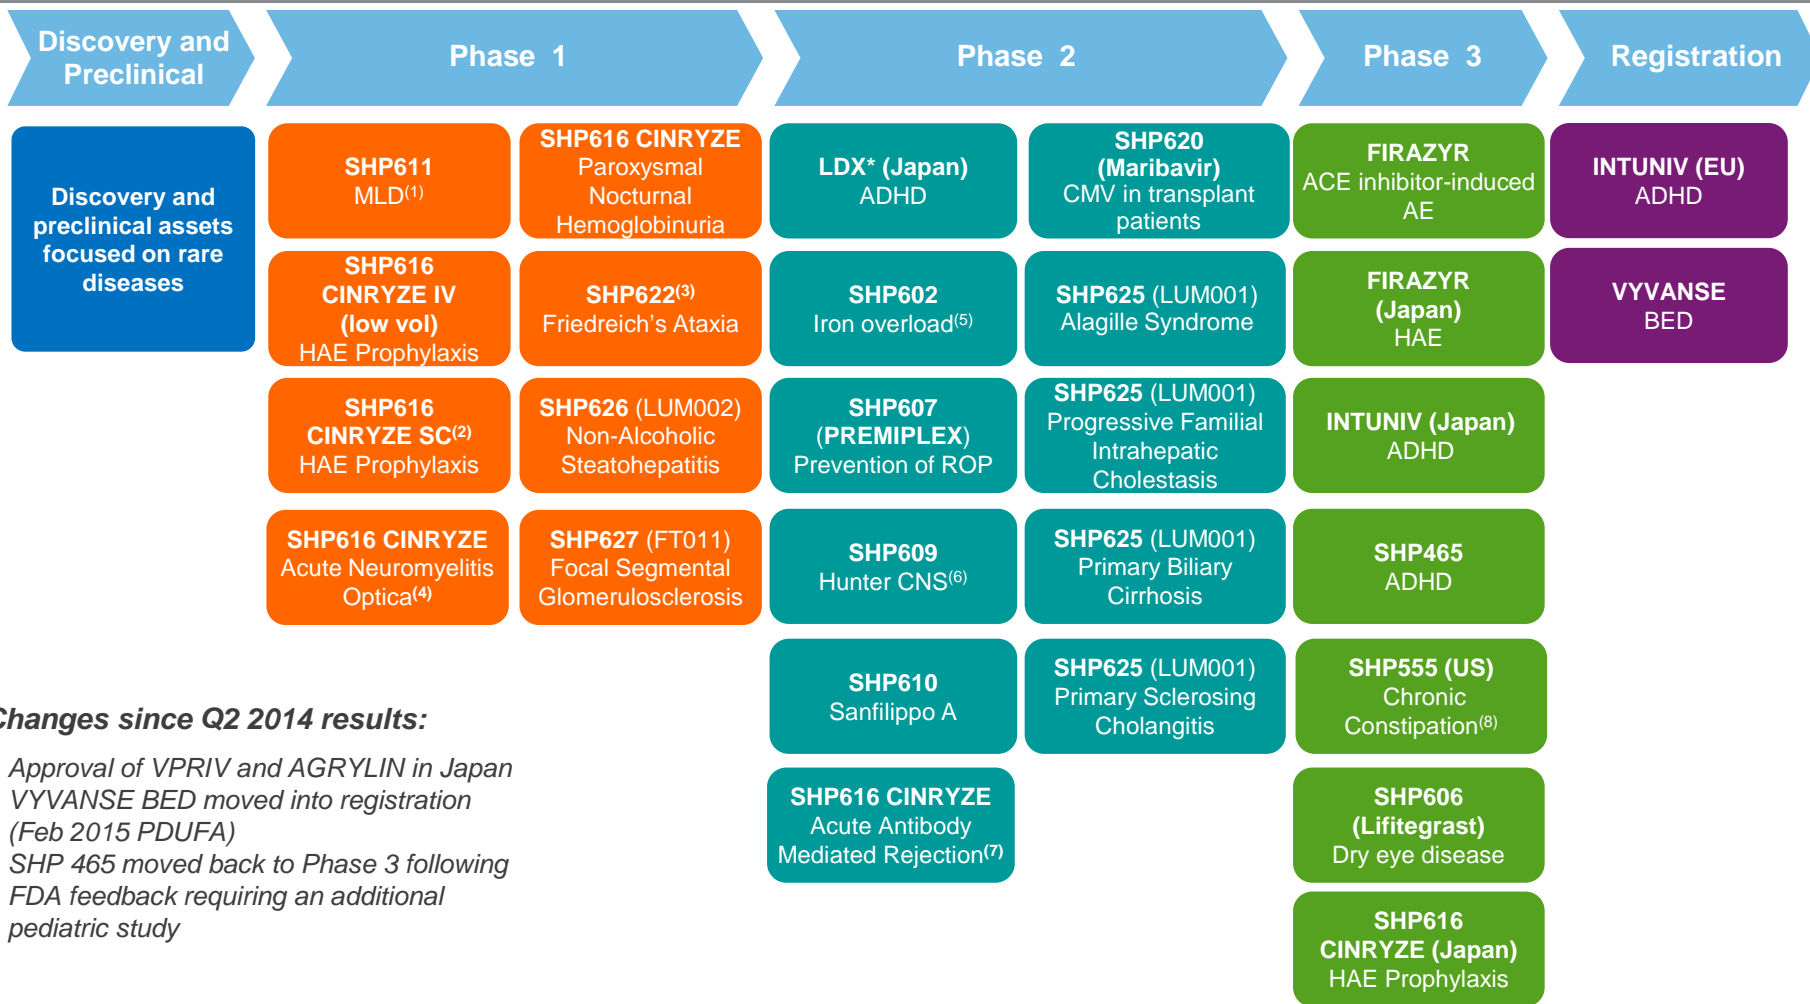 Discovery and
Preclinical
Phase 1
Phase 2
Phase 3
Registration
Discovery and
preclinical assets
focused on rare
diseases
SHP611
MLD(1)
SHP616
CINRYZE IV
(low vol)
HAE Prophylaxis
SHP616
CINRYZE SC(2)
HAE Prophylaxis
SHP616 CINRYZE
Acute Neuromyelitis
Optica(4)
SHP616 CINRYZE
Paroxysmal
Nocturnal
Hemoglobinuria
SHP622(3)
Friedreich's Ataxia
SHP626 (LUM002)
Non-Alcoholic
Steatohepatitis
SHP627 (FT011)
Focal Segmental
Glomerulosclerosis
LDX* (Japan)
ADHD
SHP602
Iron overload(5)
SHP607
(PREMIPLEX)
Prevention of ROP
SHP609
Hunter CNS(6)
SHP610
Sanfilippo A
SHP616 CINRYZE
Acute Antibody
Mediated Rejection(7)
SHP620
(Maribavir)
CMV in transplant
patients
SHP625 (LUM001)
Alagille Syndrome
SHP625 (LUM001)
Progressive Familial
Intrahepatic
Cholestasis
SHP625 (LUM001)
Primary Biliary
Cirrhosis
SHP625 (LUM001)
Primary Sclerosing
Cholangitis
FIRAZYR
ACE inhibitor-induced
AE
FIRAZYR
(Japan)
HAE
INTUNIV (Japan)
ADHD
SHP465
ADHD
SHP555 (US)
Chronic
Constipation(8)
SHP606
(Lifitegrast)
Dry eye disease
SHP616
CINRYZE (Japan)
HAE Prophylaxis
INTUNIV (EU)
ADHD
VYVANSE
BED
Changes since Q2 2014 results:
Approval of VPRIV and AGRYLIN in Japan
VYVANSE BED moved into registration
(Feb 2015 PDUFA)
SHP 465 moved back to Phase 3 following
FDA feedback requiring an additional
pediatric study